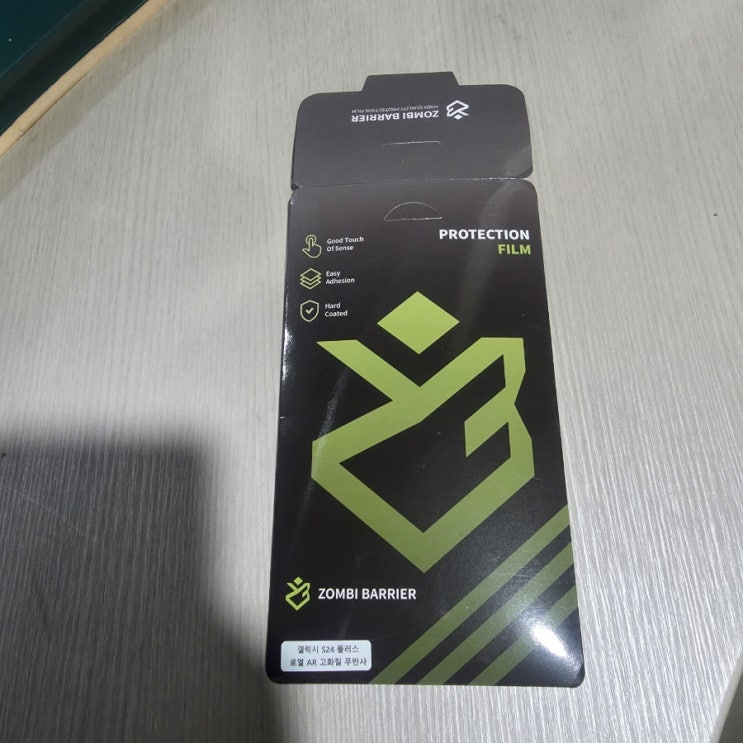 ZOMBI BARRIER
HIGH QUALITY PROTECTION FILM
PROTECTION
FILM
Good Touch
Of Sense
Easy
Adhesion
Hard
Coated
ZOMBI BARRIER
갤럭시 S24 플러스
로열 AR 고화질 무반사